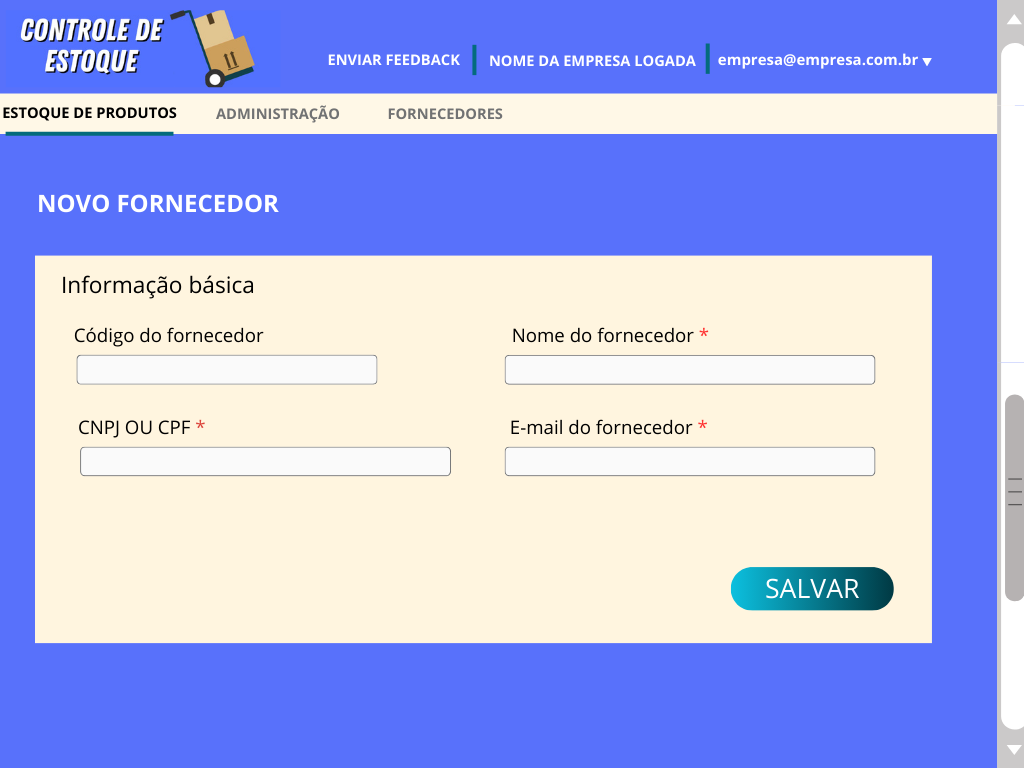 CONTROLE DE
ESTOQUE
ENVIAR FEEDBACK
NOME DA EMPRESA LOGADA
empresa@empresa.com.br ▼
ESTOQUE DE PRODUTOS
ADMINISTRAÇÃO
FORNECEDORES
NOVO FORNECEDOR
Informação básica
Código do fornecedor
Nome do fornecedor *
CNPJ OU CPF *
E-mail do fornecedor *
SALVAR